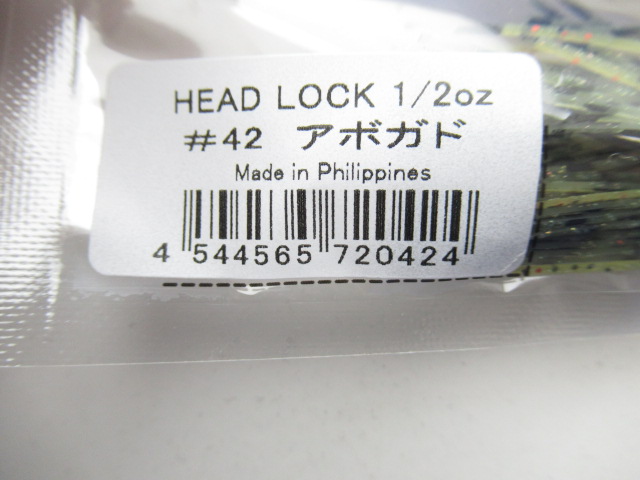 HEAD LOCK 1/2oz
#42 アボガド
Made in Philippines
4 544565 720424